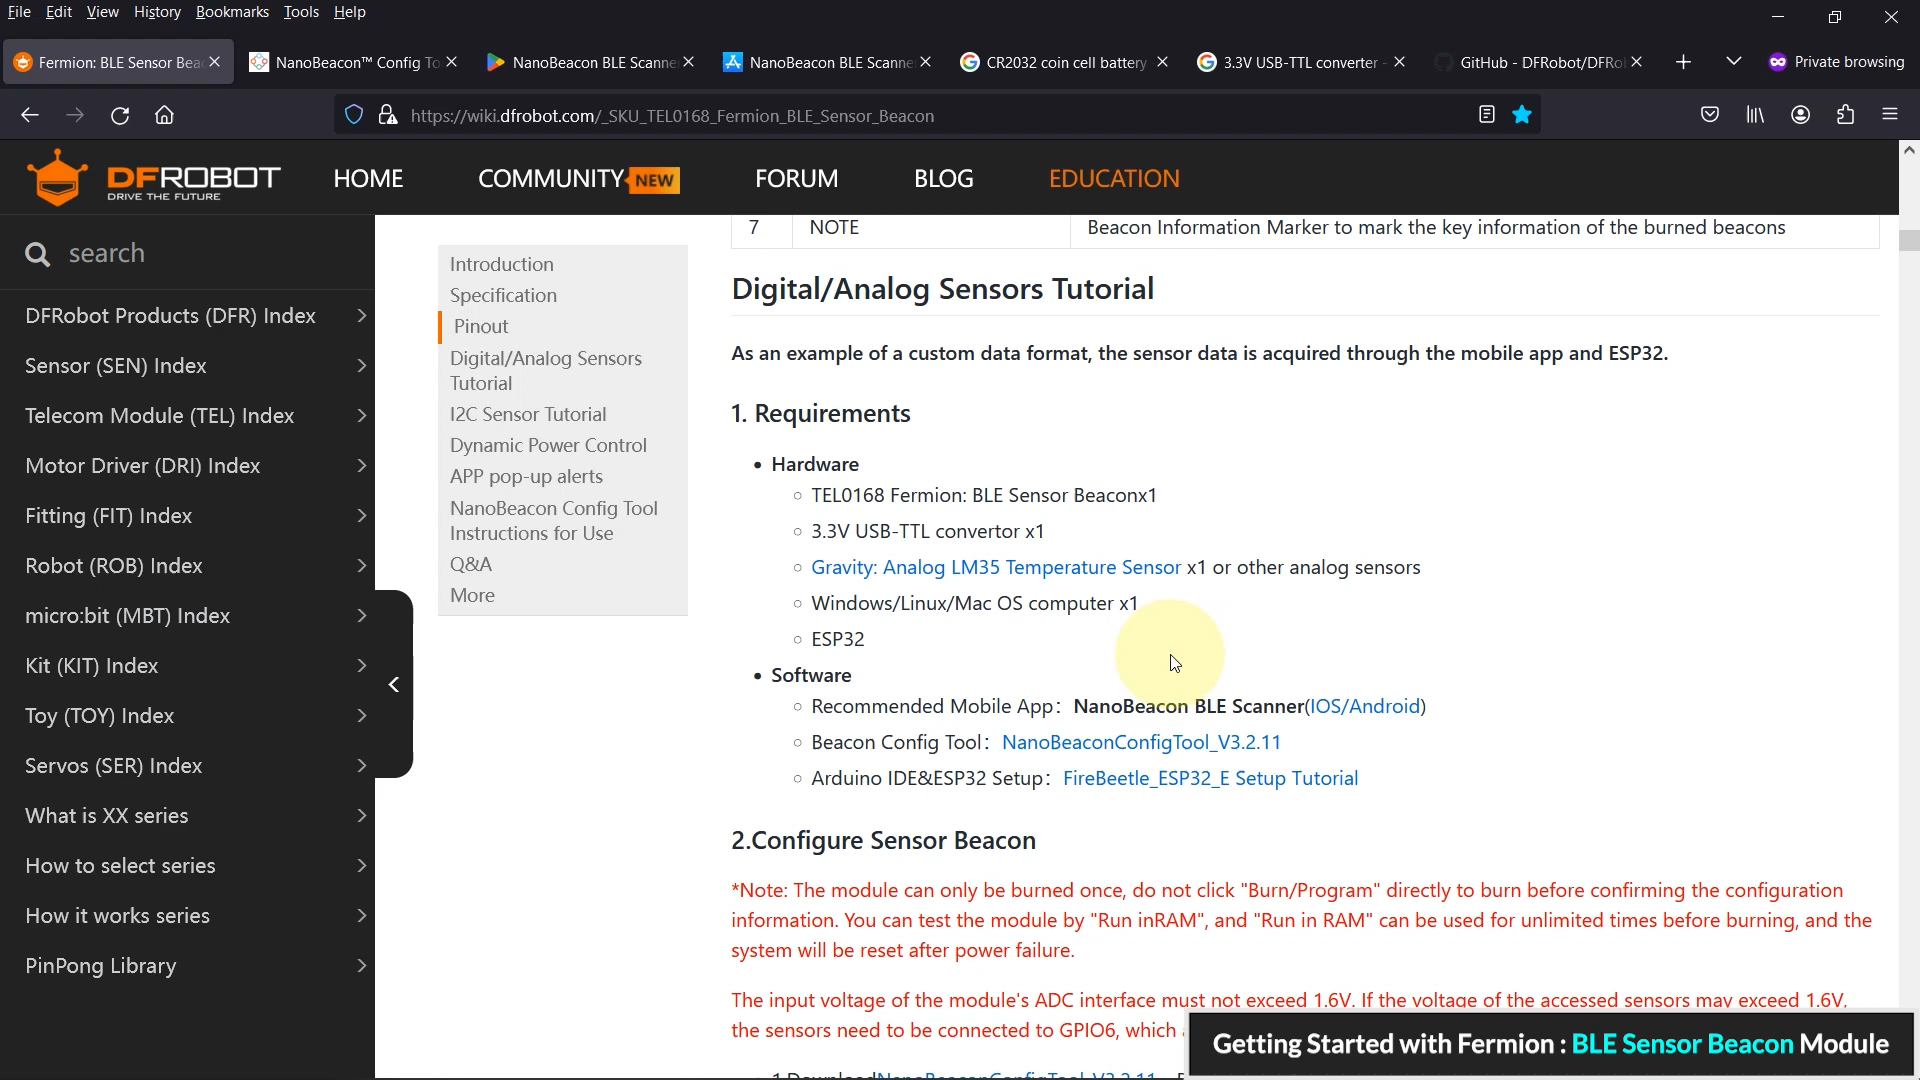 File Edit View History Bookmarks Tools Help
Fermion: BLE Sensor Bea
NanoBeacon™ Config To
NanoBeacon BLE Scanne
NanoBeacon BLE Scanne
CR2032 coin cell battery
3.3V USB-TTL converter -
GitHub - DFRobot/DFRo
Private browsing
https://wiki.dfrobot.com/_SKU_TEL0168_Fermion_BLE_Sensor_Beacon
DFROBOT
DRIVE THE FUTURE
HOME
COMMUNITY NEW
FORUM
BLOG
EDUCATION
search
DFRobot Products (DFR) Index
Sensor (SEN) Index
Telecom Module (TEL) Index
Motor Driver (DRI) Index
Fitting (FIT) Index
Robot (ROB) Index
micro:bit (MBT) Index
Kit (KIT) Index
Toy (TOY) Index
Servos (SER) Index
What is XX series
How to select series
How it works series
PinPong Library
Introduction
Specification
Pinout
Digital/Analog Sensors
Tutorial
I2C Sensor Tutorial
Dynamic Power Control
APP pop-up alerts
NanoBeacon Config Tool
Instructions for Use
Q&A
More
7 NOTE Beacon Information Marker to mark the key information of the burned beacons
Digital/Analog Sensors Tutorial
As an example of a custom data format, the sensor data is acquired through the mobile app and ESP32.
1. Requirements
• Hardware
○ TEL0168 Fermion: BLE Sensor Beaconx1
○ 3.3V USB-TTL convertor x1
○ Gravity: Analog LM35 Temperature Sensor x1 or other analog sensors
○ Windows/Linux/Mac OS computer x1
○ ESP32
• Software
○ Recommended Mobile App：NanoBeacon BLE Scanner(IOS/Android)
○ Beacon Config Tool：NanoBeaconConfigTool_V3.2.11
○ Arduino IDE&ESP32 Setup：FireBeetle_ESP32_E Setup Tutorial
2.Configure Sensor Beacon
*Note: The module can only be burned once, do not click "Burn/Program" directly to burn before confirming the configuration
information. You can test the module by "Run inRAM", and "Run in RAM" can be used for unlimited times before burning, and the
system will be reset after power failure.
The input voltage of the module's ADC interface must not exceed 1.6V. If the voltage of the accessed sensors may exceed 1.6V,
the sensors need to be connected to GPIO6, which
1.Download NanoBeaconConfigTool_V3.2.11
Getting Started with Fermion : BLE Sensor Beacon Module